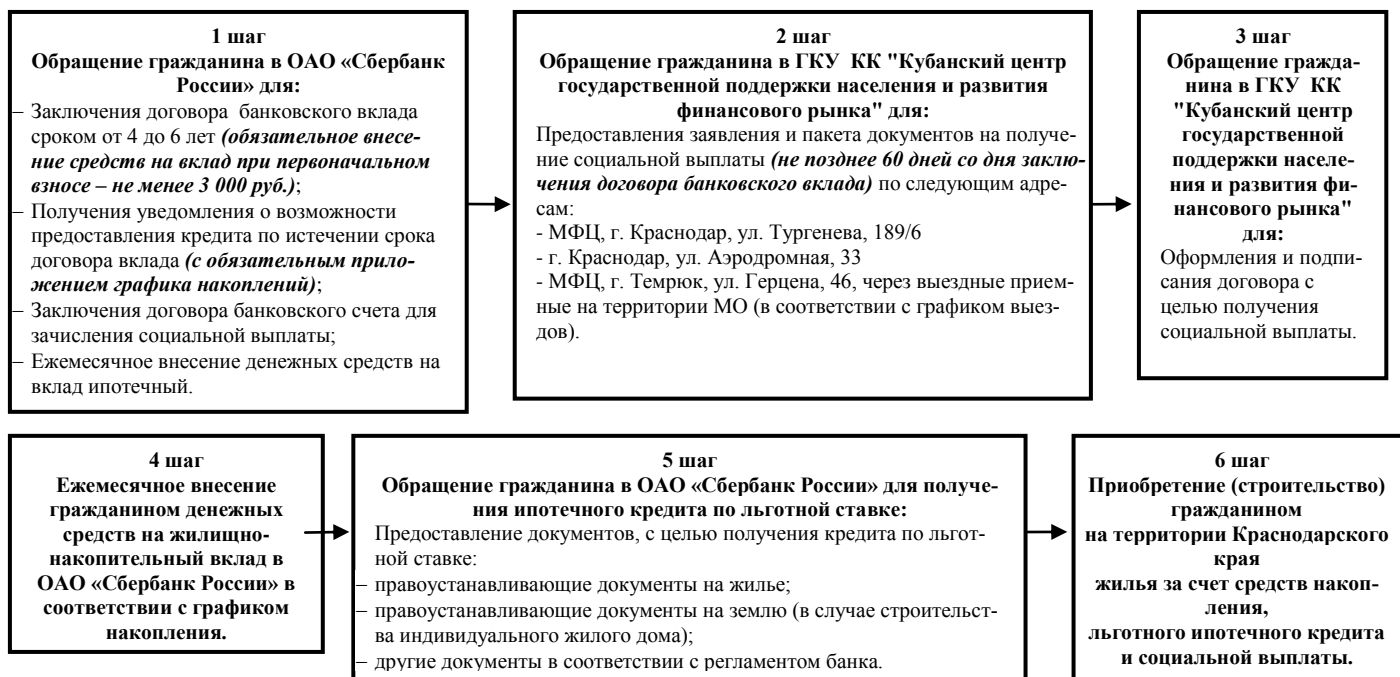 1 шаг
Обращение гражданина в ОАО «Сбербанк
России» для:
– Заключения договора банковского вклада
сроком от 4 до 6 лет (обязательное внесе-
ние средств на вклад при первоначальном
взносе – не менее 3 000 руб.);
– Получения уведомления о возможности
предоставления кредита по истечении срока
договора вклада (с обязательным прило-
жением графика накоплений);
– Заключения договора банковского счета для
зачисления социальной выплаты;
– Ежемесячное внесение денежных средств на
вклад ипотечный.
2 шаг
Обращение гражданина в ГКУ КК "Кубанский центр
государственной поддержки населения и развития
финансового рынка" для:
Предоставления заявления и пакета документов на получе-
ние социальной выплаты (не позднее 60 дней со дня заклю-
чения договора банковского вклада) по следующим адре-
сам:
- МФЦ, г. Краснодар, ул. Тургенева, 189/6
- г. Краснодар, ул. Аэродромная, 33
- МФЦ, г. Темрюк, ул. Герцена, 46, через выездные прием-
ные на территории МО (в соответствии с графиком выез-
дов).
3 шаг
Обращение гражда-
нина в ГКУ КК
"Кубанский центр
государственной
поддержки населе-
ния и развития фи-
нансового рынка"
для:
Оформления и подпи-
сания договора с
целью получения
социальной выплаты.
4 шаг
Ежемесячное внесение
гражданином денежных
средств на жилищно-
накопительный вклад в
ОАО «Сбербанк России» в
соответствии с графиком
накопления.
5 шаг
Обращение гражданина в ОАО «Сбербанк России» для получе-
ния ипотечного кредита по льготной ставке:
Предоставление документов, с целью получения кредита по льгот-
ной ставке:
– правоустанавливающие документы на жилье;
– правоустанавливающие документы на землю (в случае строительст-
ва индивидуального жилого дома);
– другие документы в соответствии с регламентом банка.
6 шаг
Приобретение (строительство)
гражданином
на территории Краснодарского
края
жилья за счет средств накоп-
ления,
льготного ипотечного кредита
и социальной выплаты.